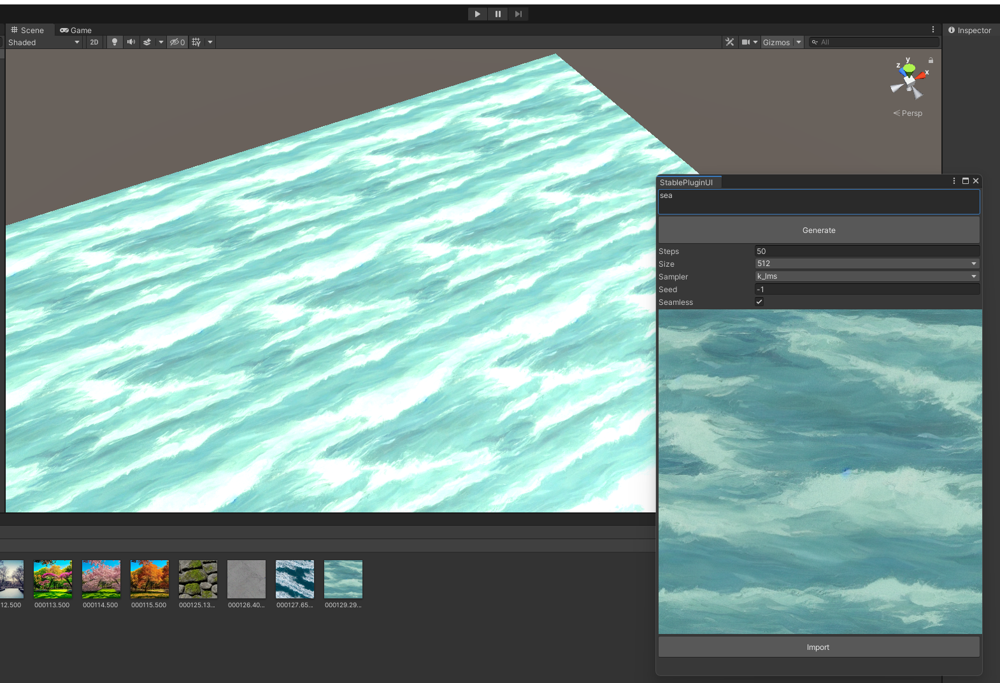 Scene Game
Inspector
Shaded 2D 0 Gizmos All
y
z
x
Persp
StablePluginUI
sea
Generate
Steps 50
Size 512
Sampler k_lms
Seed -1
Seamless
Import
12.500 000113.500 000114.500 000115.500 000125.13... 000126.40... 000127.65... 000129.29...